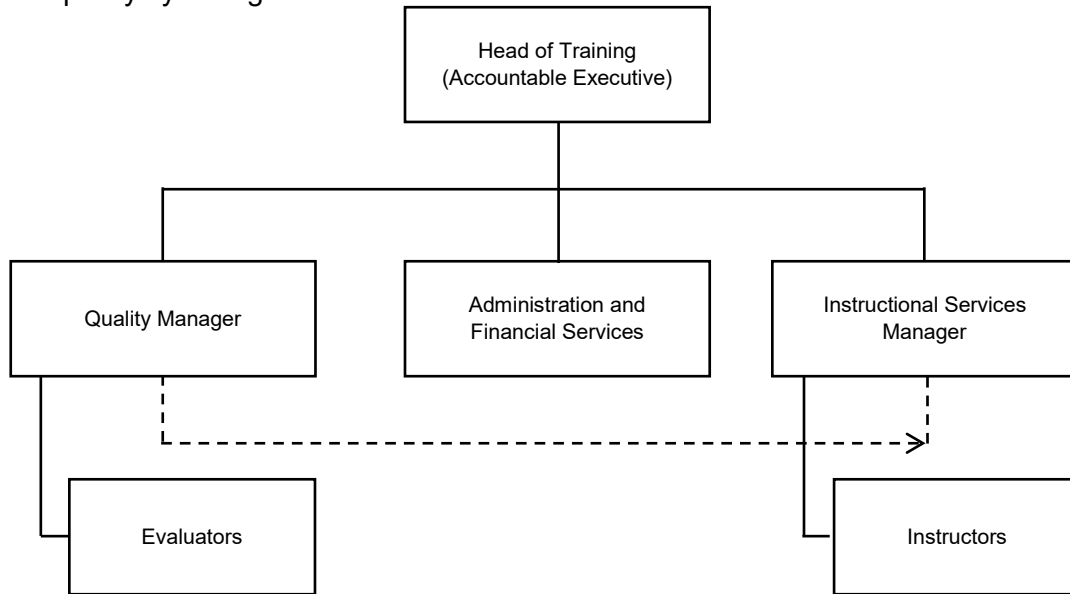 Head of Training
(Accountable Executive)
Quality Manager
Administration and
Financial Services
Instructional Services
Manager
Evaluators
Instructors